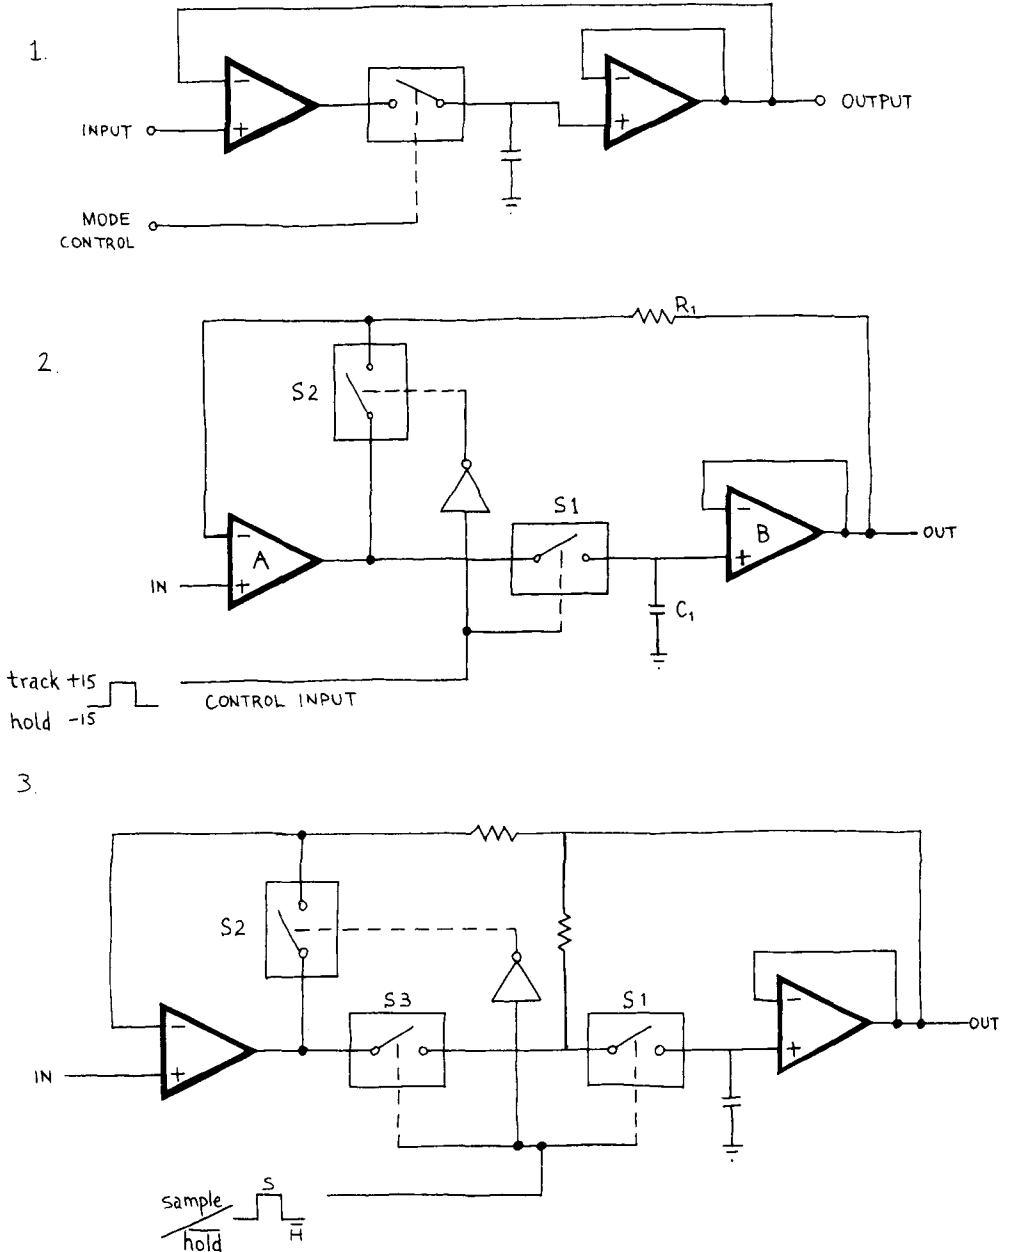 1.
−
INPUT
+
−
+
OUTPUT
MODE
CONTROL
R₁
2.
S2
S1
−
A
+
IN
−
B
+
OUT
C₁
track +15
hold -15
CONTROL INPUT
3.
S2
S3
S1
−
+
IN
−
+
OUT
S
sample
hold
H